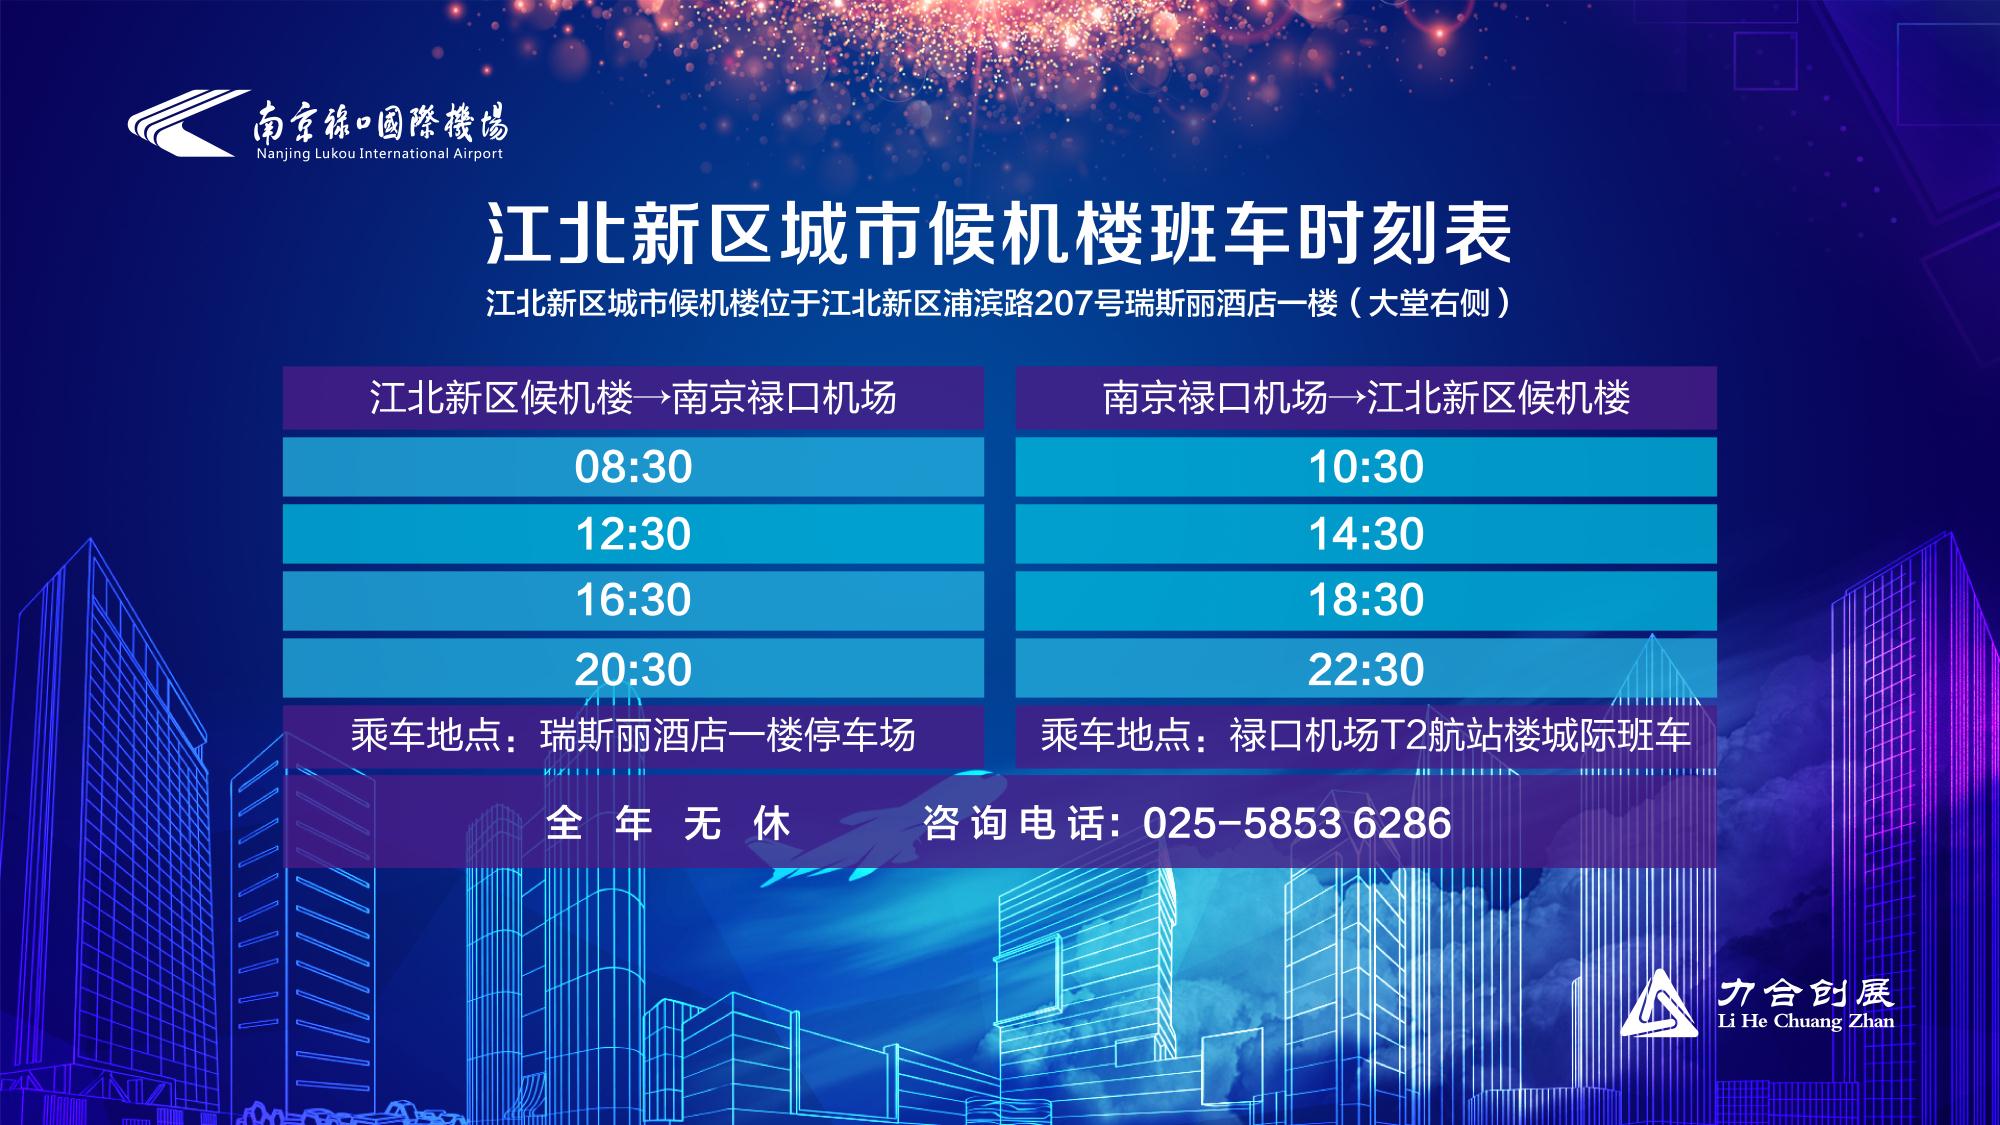 南京祿口國際機場
Nanjing Lukou International Airport
江北新区城市候机楼班车时刻表
江北新区城市候机楼位于江北新区浦滨路207号瑞斯丽酒店一楼（大堂右侧）
江北新区候机楼→南京禄口机场
08:30
12:30
16:30
20:30
乘车地点：瑞斯丽酒店一楼停车场
南京禄口机场→江北新区候机楼
10:30
14:30
18:30
22:30
乘车地点：禄口机场T2航站楼城际班车
全年无休 咨询电话：025-5853 6286
力合创展
Li He Chuang Zhan